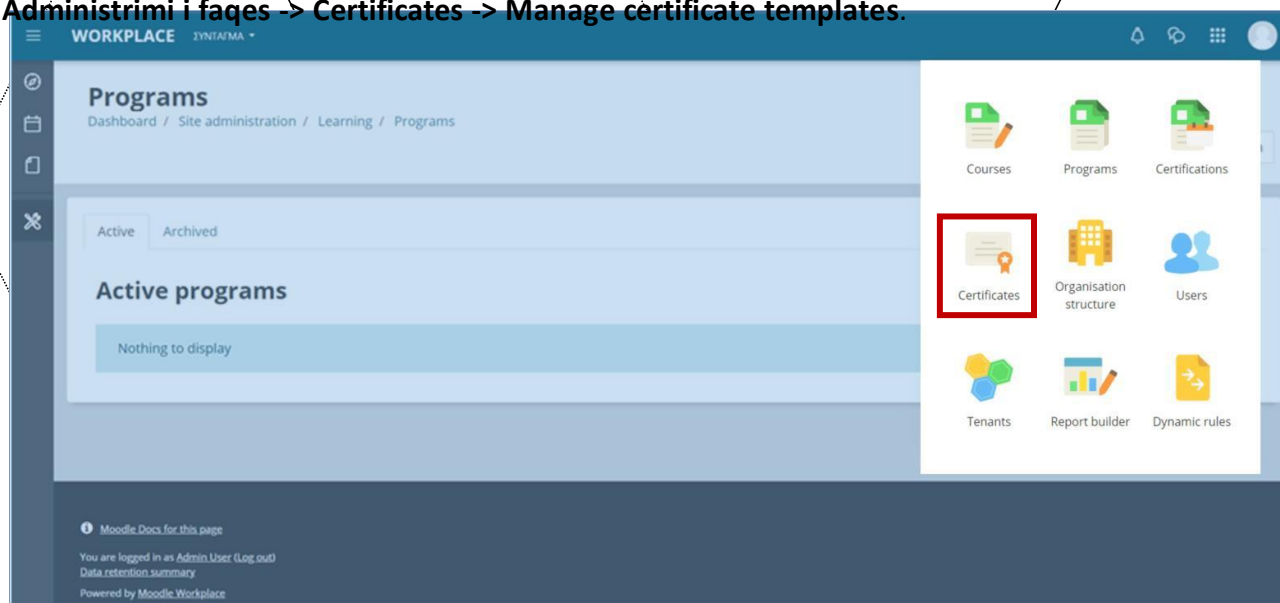 Administrimi i faqes -> Certificates -> Manage certificate templates.
WORKPLACE ΣΥΝΤΑΓΜΑ
Programs
Dashboard / Site administration / Learning / Programs
Active Archived
Active programs
Nothing to display
Courses Programs Certifications
Certificates Organisation structure Users
Tenants Report builder Dynamic rules
Moodle Docs for this page
You are logged in as Admin User (Log out)
Data retention summary
Powered by Moodle Workplace